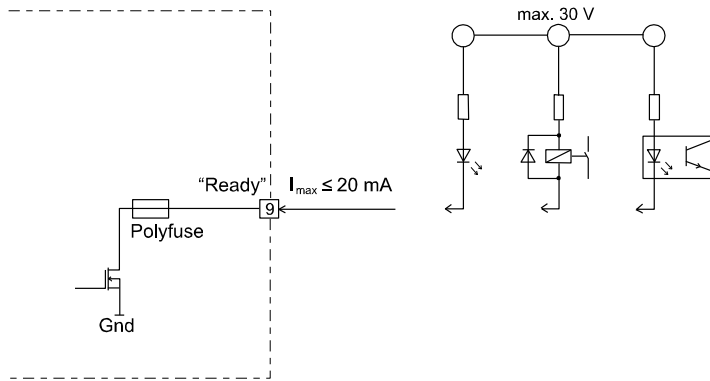 max. 30 V
“Ready” Imax ≤ 20 mA
9
Polyfuse
Gnd